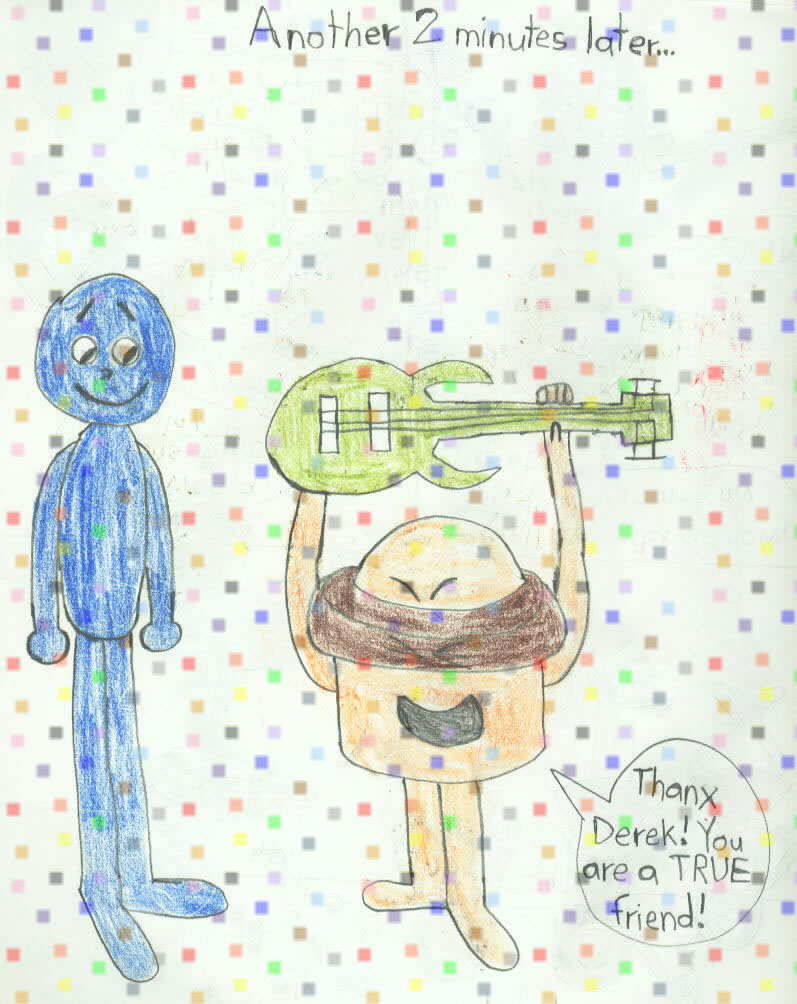 Another 2 minutes later...
Thanx
Derek! You
are a TRUE
friend!